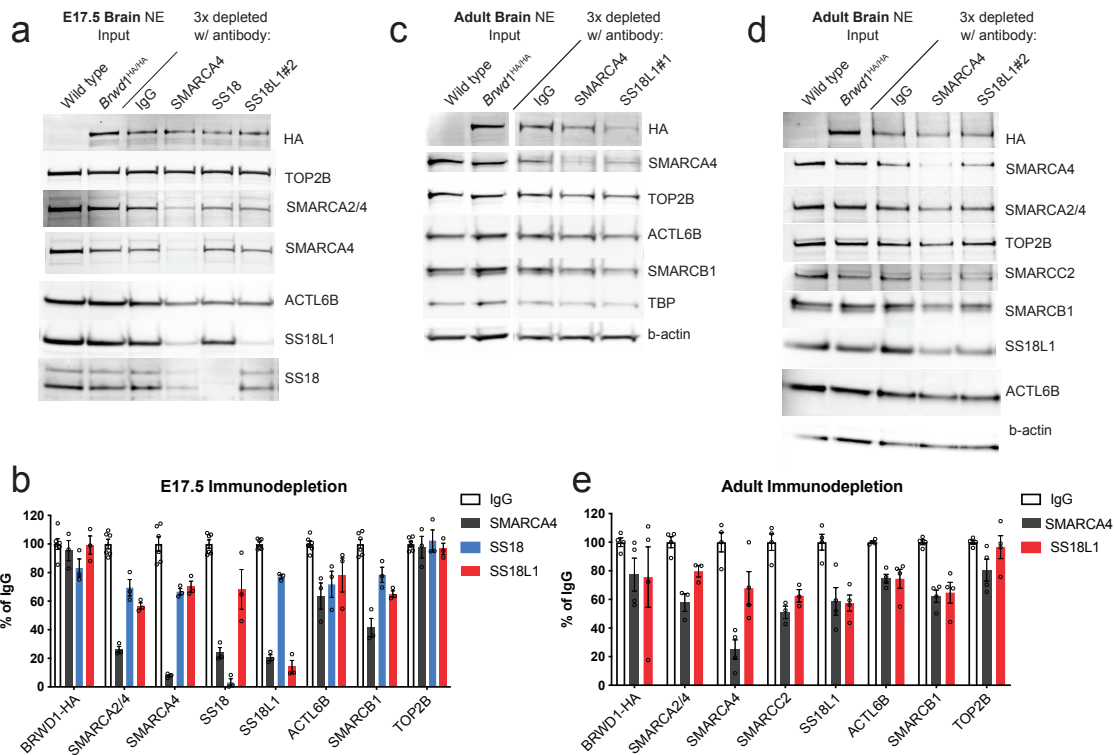 a
E17.5 Brain NE
Input
3x depleted
w/ antibody:
Wild type
Brwd1HA/HA
IgG
SMARCA4
SS18
SS18L1#2
HA
TOP2B
SMARCA2/4
SMARCA4
ACTL6B
SS18L1
SS18
c
Adult Brain NE
Input
3x depleted
w/ antibody:
Wild type
Brwd1HA/HA
IgG
SMARCA4
SS18L1#1
HA
SMARCA4
TOP2B
ACTL6B
SMARCB1
TBP
b-actin
d
Adult Brain NE
Input
3x depleted
w/ antibody:
Wild type
Brwd1HA/HA
IgG
SMARCA4
SS18L1#2
HA
SMARCA4
SMARCA2/4
TOP2B
SMARCC2
SMARCB1
SS18L1
ACTL6B
b-actin
b
E17.5 Immunodepletion
% of IgG
120
100
80
60
40
20
0
BRWD1-HA
SMARCA2/4
SMARCA4
SS18
SS18L1
ACTL6B
SMARCB1
TOP2B
IgG
SMARCA4
SS18
SS18L1
e
Adult Immunodepletion
% of IgG
120
100
80
60
40
20
0
BRWD1-HA
SMARCA2/4
SMARCA4
SMARCC2
SS18L1
ACTL6B
SMARCB1
TOP2B
IgG
SMARCA4
SS18L1